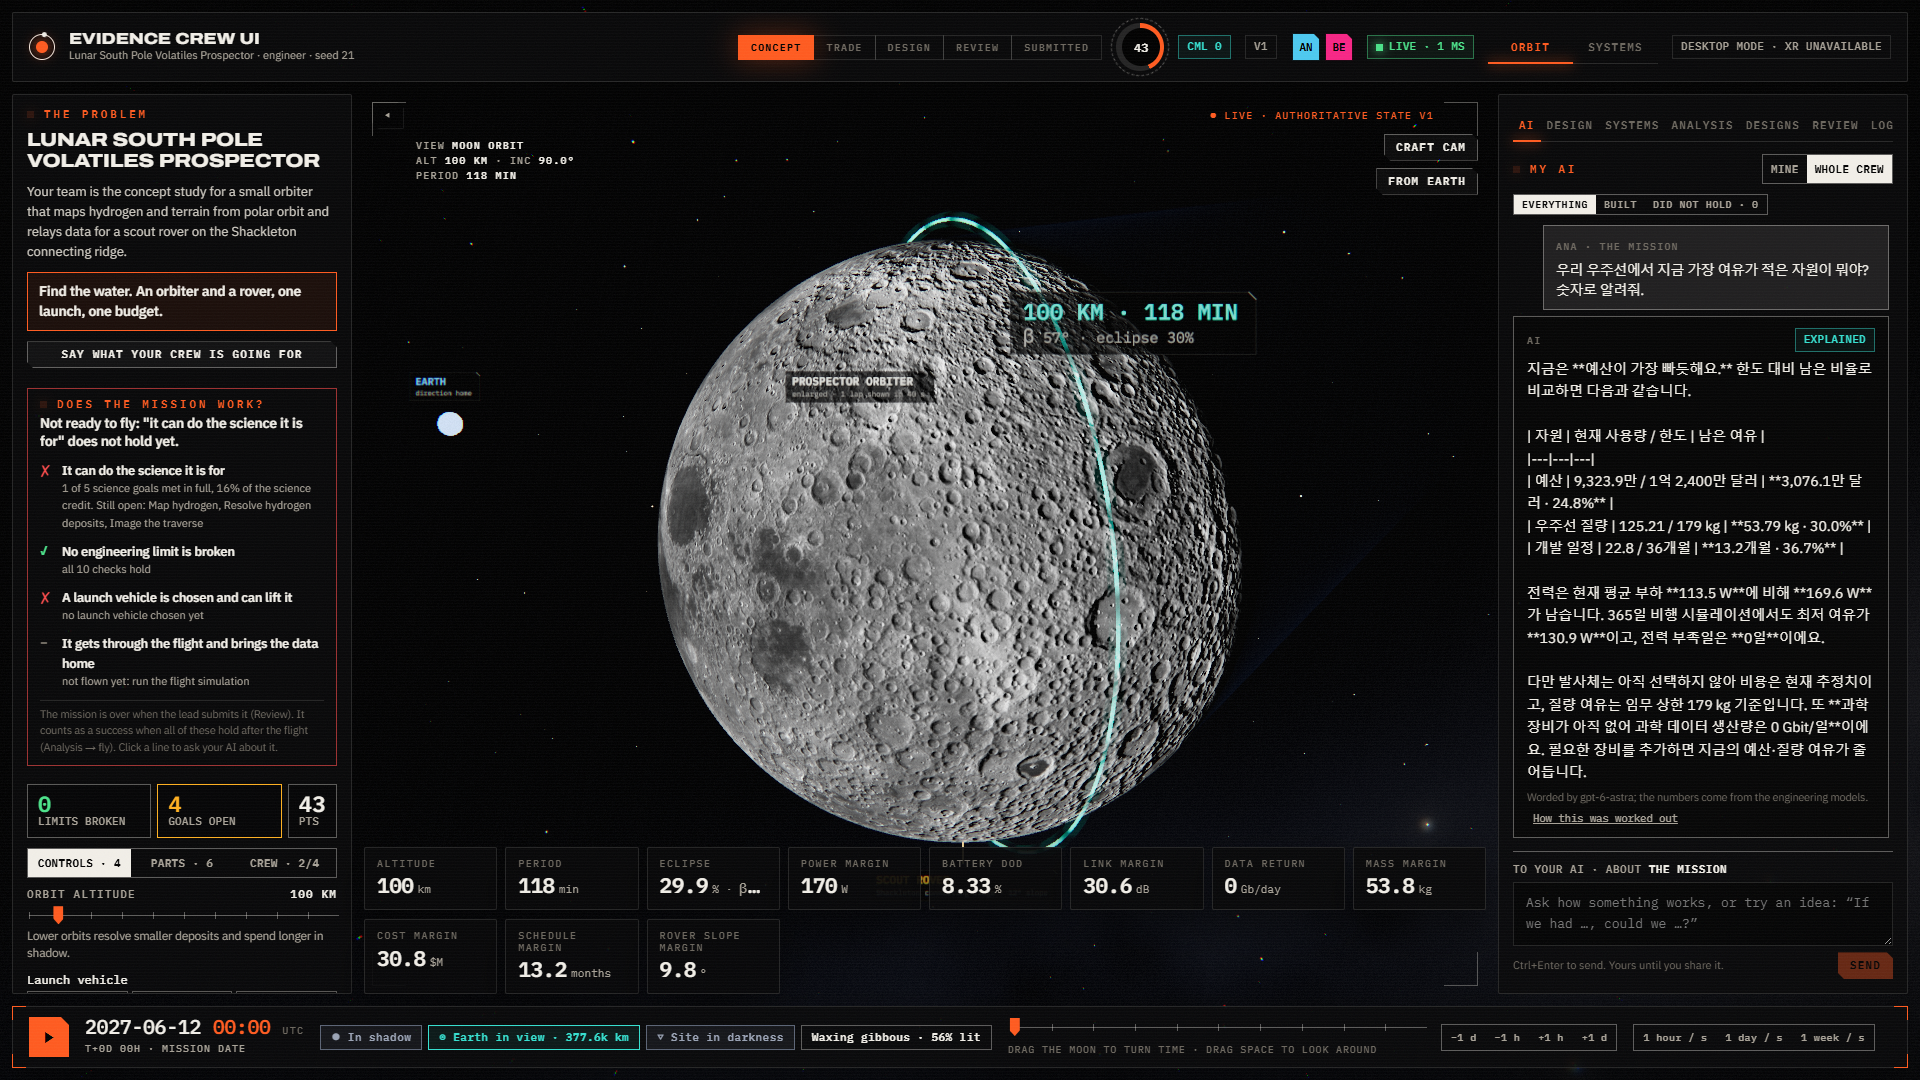 EVIDENCE CREW UI
Lunar South Pole Volatiles Prospector · engineer · seed 21
CONCEPT
TRADE
DESIGN
REVIEW
SUBMITTED
43
CML 0
V1
AN
BE
LIVE · 1 MS
ORBIT
SYSTEMS
DESKTOP MODE · XR UNAVAILABLE
THE PROBLEM
LUNAR SOUTH POLE
VOLATILES PROSPECTOR
Your team is the concept study for a small orbiter
that maps hydrogen and terrain from polar orbit and
relays data for a scout rover on the Shackleton
connecting ridge.
Find the water. An orbiter and a rover, one
launch, one budget.
SAY WHAT YOUR CREW IS GOING FOR
DOES THE MISSION WORK?
Not ready to fly: "it can do the science it is
for" does not hold yet.
✗ It can do the science it is for
1 of 5 science goals met in full, 16% of the science
credit. Still open: Map hydrogen, Resolve hydrogen
deposits, Image the traverse
✓ No engineering limit is broken
all 10 checks hold
✗ A launch vehicle is chosen and can lift it
no launch vehicle chosen yet
– It gets through the flight and brings the data
home
not flown yet: run the flight simulation
The mission is over when the lead submits it (Review). It
counts as a success when all of these hold after the flight
(Analysis → fly). Click a line to ask your AI about it.
0
LIMITS BROKEN
4
GOALS OPEN
43
PTS
CONTROLS · 4
PARTS · 6
CREW · 2/4
ORBIT ALTITUDE
100 KM
Lower orbits resolve smaller deposits and spend longer in
shadow.
Launch vehicle
VIEW MOON ORBIT
ALT 100 KM · INC 90.0°
PERIOD 118 MIN
LIVE · AUTHORITATIVE STATE V1
CRAFT CAM
FROM EARTH
100 KM · 118 MIN
β 57° · eclipse 30%
PROSPECTOR ORBITER
enlarged · 1 lap shown in 40 s
EARTH
direction home
SCOUT
ALTITUDE
100 km
PERIOD
118 min
ECLIPSE
29.9 % · β…
POWER MARGIN
170 W
BATTERY DOD
8.33 %
LINK MARGIN
30.6 dB
DATA RETURN
0 Gb/day
MASS MARGIN
53.8 kg
COST MARGIN
30.8 $M
SCHEDULE
MARGIN
13.2 months
ROVER SLOPE
MARGIN
9.8 °
AI
DESIGN
SYSTEMS
ANALYSIS
DESIGNS
REVIEW
LOG
MY AI
MINE
WHOLE CREW
EVERYTHING
BUILT
DID NOT HOLD · 0
ANA · THE MISSION
우리 우주선에서 지금 가장 여유가 적은 자원이 뭐야?
숫자로 알려줘.
AI
EXPLAINED
지금은 **예산이 가장 빠듯해요.** 한도 대비 남은 비율로
비교하면 다음과 같습니다.
| 자원 | 현재 사용량 / 한도 | 남은 여유 |
|---|---|---|
| 예산 | 9,323.9만 / 1억 2,400만 달러 | **3,076.1만 달
러 · 24.8%** |
| 우주선 질량 | 125.21 / 179 kg | **53.79 kg · 30.0%** |
| 개발 일정 | 22.8 / 36개월 | **13.2개월 · 36.7%** |
전력은 현재 평균 부하 **113.5 W**에 비해 **169.6 W**
가 남습니다. 365일 비행 시뮬레이션에서도 최저 여유가
**130.9 W**이고, 전력 부족일은 **0일**이에요.
다만 발사체는 아직 선택하지 않아 비용은 현재 추정치이
고, 질량 여유는 임무 상한 179 kg 기준입니다. 또 **과학
장비가 아직 없어 과학 데이터 생산량은 0 Gbit/일**이에
요. 필요한 장비를 추가하면 지금의 예산·질량 여유가 줄
어듭니다.
Worded by gpt-6-astra; the numbers come from the engineering models.
How this was worked out
TO YOUR AI · ABOUT THE MISSION
Ask how something works, or try an idea: “If
we had …, could we …?”
Ctrl+Enter to send. Yours until you share it.
SEND
2027-06-12 00:00 UTC
T+0D 00H · MISSION DATE
In shadow
Earth in view · 377.6k km
Site in darkness
Waxing gibbous · 56% lit
DRAG THE MOON TO TURN TIME · DRAG SPACE TO LOOK AROUND
−1 d
−1 h
+1 h
+1 d
1 hour / s
1 day / s
1 week / s